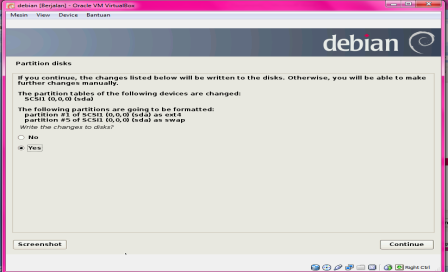 debian [Berjalan] - Oracle VM VirtualBox
Mesin View Device Bantuan
debian
Partition disks
If you continue, the changes listed below will be written to the disks. Otherwise, you will be able to make
further changes manually.
The partition tables of the following devices are changed:
SCSI1 (0,0,0) (sda)
The following partitions are going to be formatted:
partition #1 of SCSI1 (0,0,0) (sda) as ext4
partition #5 of SCSI1 (0,0,0) (sda) as swap
Write the changes to disks?
No
Yes
Screenshot
Continue
Right Ctrl